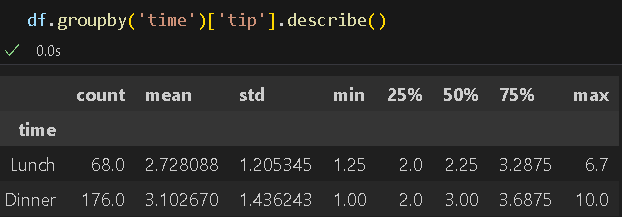 df.groupby('time')['tip'].describe()
0.0s
count mean std min 25% 50% 75% max
time
Lunch 68.0 2.728088 1.205345 1.25 2.0 2.25 3.2875 6.7
Dinner 176.0 3.102670 1.436243 1.00 2.0 3.00 3.6875 10.0